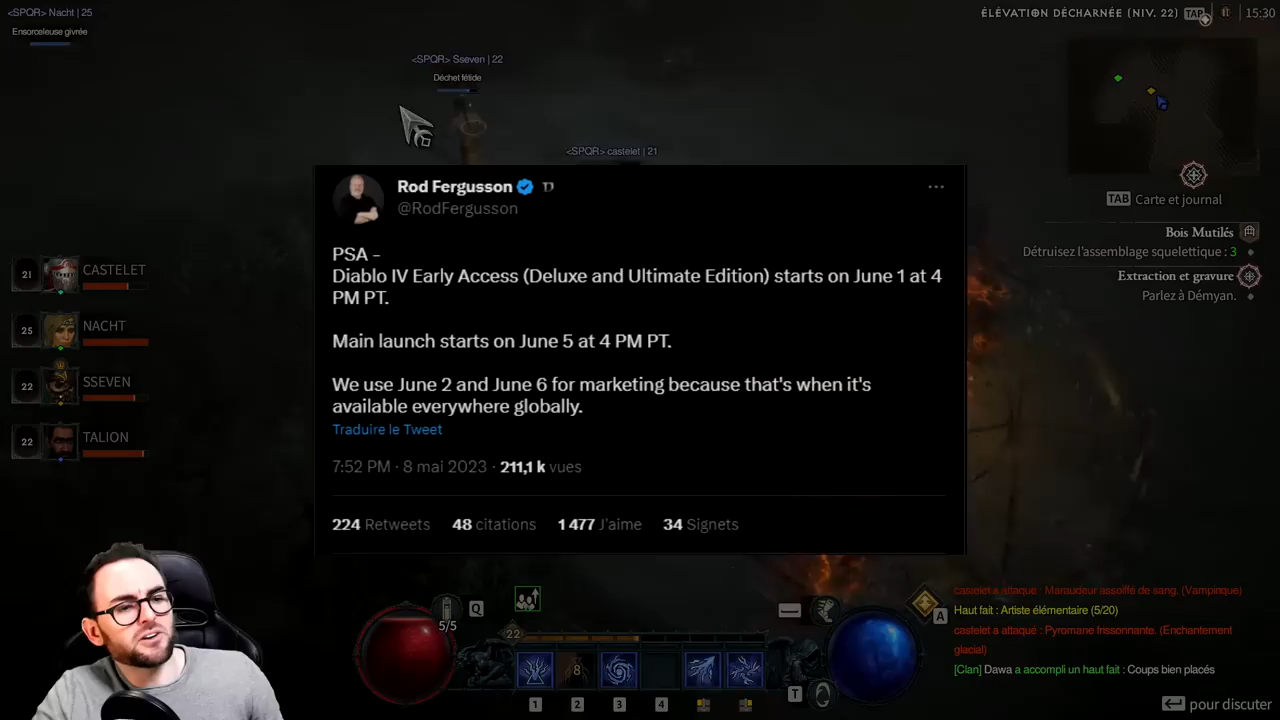 <SPQR> Nacht | 25
Ensorceleuse givrée
ÉLÉVATION DÉCHARNÉE (NIV. 22) TAP
15:30
<SPQR> Sseven | 22
Déchet fétide
<SPQR> castelet | 21
TAB Carte et journal
Bois Mutilés
Détruisez l'assemblage squelettique : 3
Extraction et gravure
Parlez à Démyan.
21 CASTELET
25 NACHT
22 SSEVEN
22 TALION
Rod Fergusson
@RodFergusson
PSA -
Diablo IV Early Access (Deluxe and Ultimate Edition) starts on June 1 at 4
PM PT.
Main launch starts on June 5 at 4 PM PT.
We use June 2 and June 6 for marketing because that's when it's
available everywhere globally.
Traduire le Tweet
7:52 PM · 8 mai 2023 · 211,1 k vues
224 Retweets 48 citations 1 477 J'aime 34 Signets
5/5
Q
22
8
A
1 2 3 4
T
castelet a attaqué : Maraudeur assoiffé de sang. (Vampirique)
Haut fait : Artiste élémentaire (5/20)
castelet a attaqué : Pyromane frissonnante. (Enchantement
glacial)
[Clan] Dawa a accompli un haut fait : Coups bien placés
pour discuter